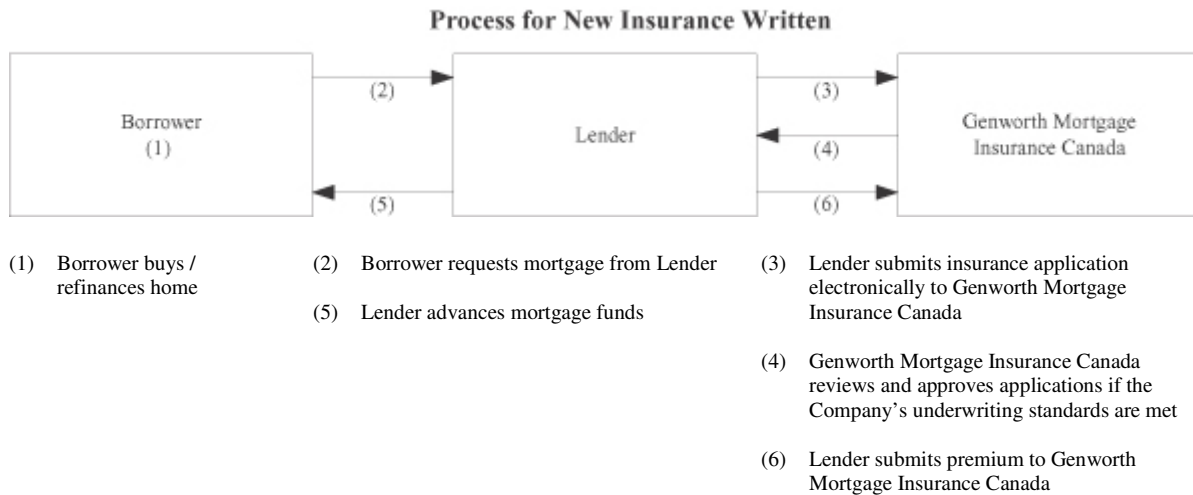 Process for New Insurance Written
Borrower
(1)
(2)
(5)
Lender
(3)
(4)
(6)
Genworth Mortgage
Insurance Canada
(1) Borrower buys /
refinances home
(2) Borrower requests mortgage from Lender
(5) Lender advances mortgage funds
(3) Lender submits insurance application
electronically to Genworth Mortgage
Insurance Canada
(4) Genworth Mortgage Insurance Canada
reviews and approves applications if the
Company's underwriting standards are met
(6) Lender submits premium to Genworth
Mortgage Insurance Canada